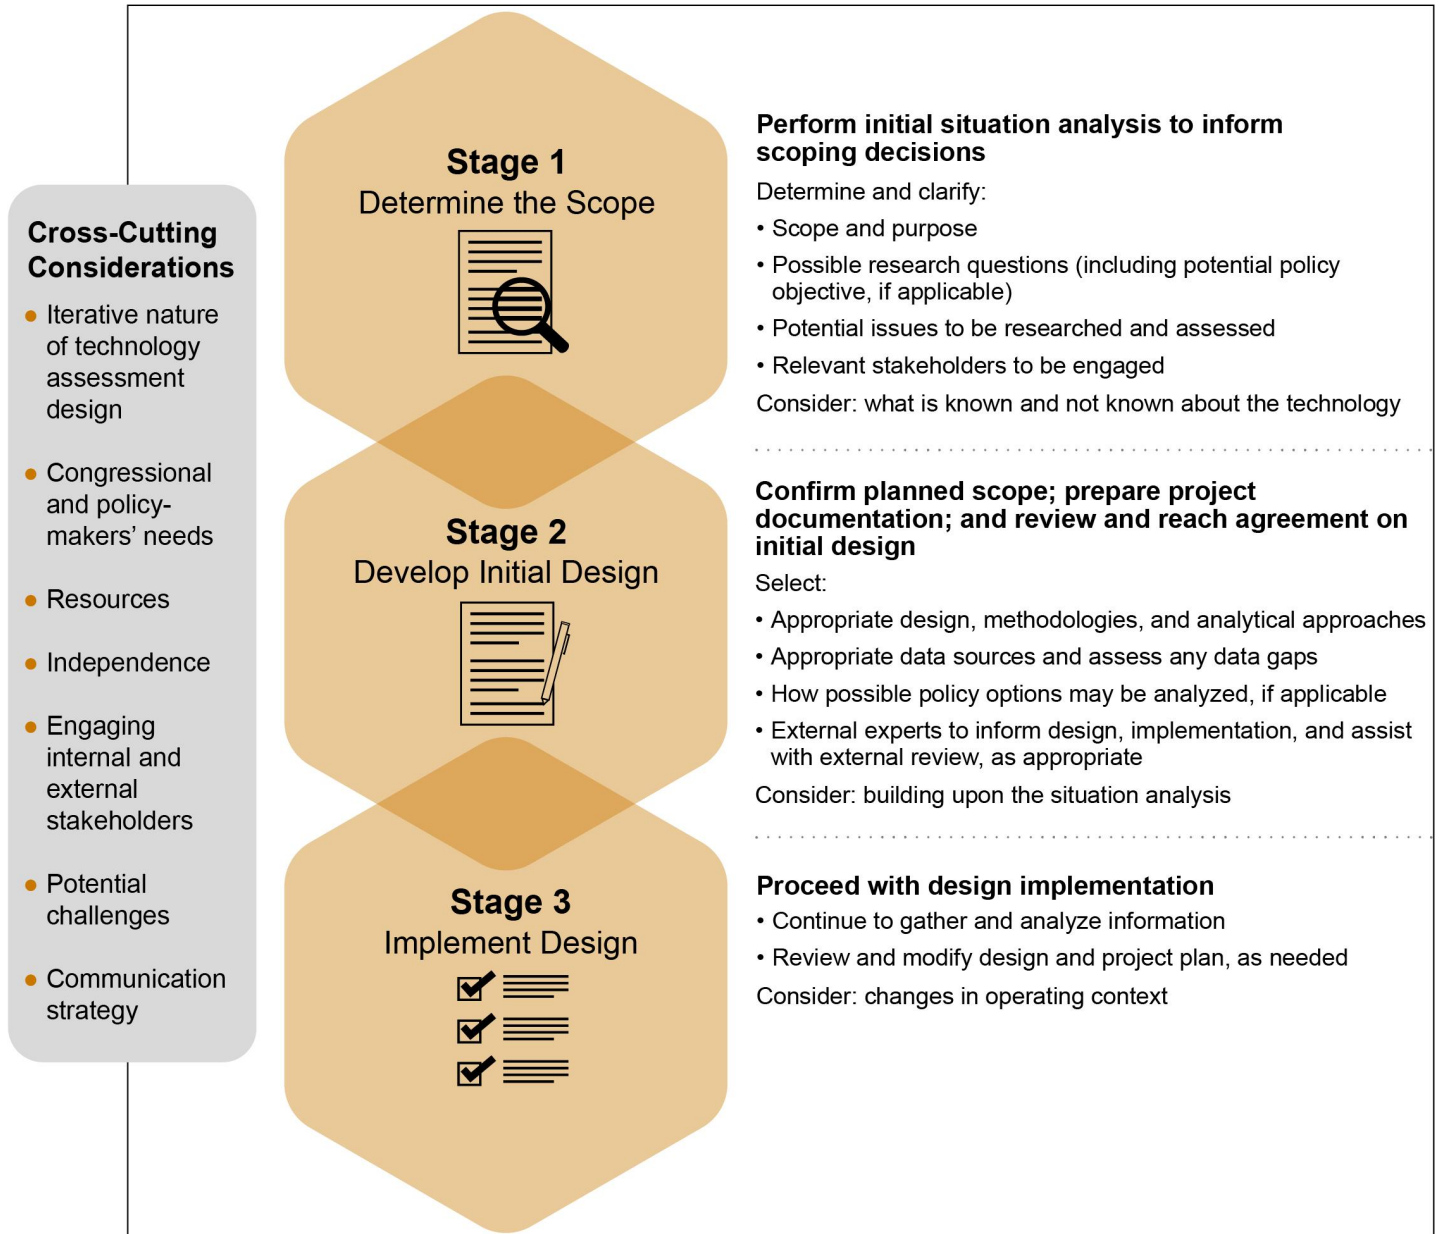 Cross-Cutting
Considerations
• Iterative nature
of technology
assessment
design
• Congressional
and policy-
makers’ needs
• Resources
• Independence
• Engaging
internal and
external
stakeholders
• Potential
challenges
• Communication
strategy
Stage 1
Determine the Scope
Perform initial situation analysis to inform
scoping decisions
Determine and clarify:
• Scope and purpose
• Possible research questions (including potential policy
objective, if applicable)
• Potential issues to be researched and assessed
• Relevant stakeholders to be engaged
Consider: what is known and not known about the technology
Stage 2
Develop Initial Design
Confirm planned scope; prepare project
documentation; and review and reach agreement on
initial design
Select:
• Appropriate design, methodologies, and analytical approaches
• Appropriate data sources and assess any data gaps
• How possible policy options may be analyzed, if applicable
• External experts to inform design, implementation, and assist
with external review, as appropriate
Consider: building upon the situation analysis
Stage 3
Implement Design
Proceed with design implementation
• Continue to gather and analyze information
• Review and modify design and project plan, as needed
Consider: changes in operating context